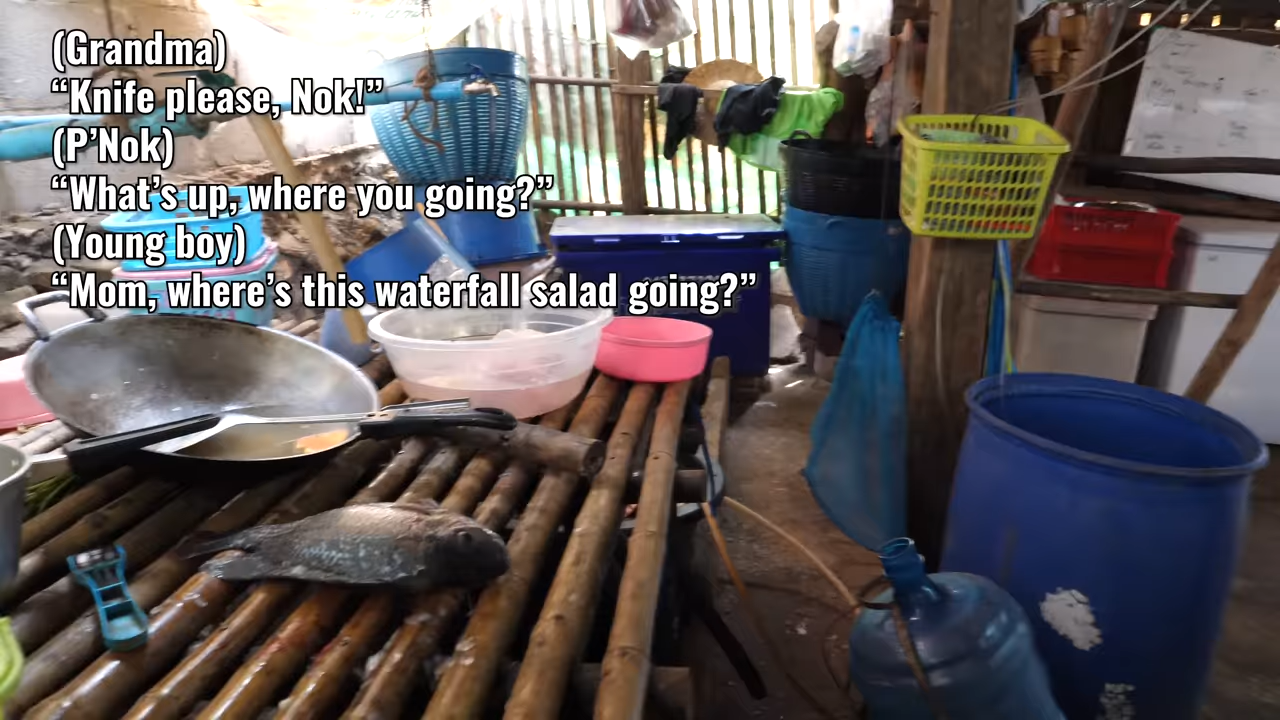 (Grandma)
“Knife please, Nok!”
(P’Nok)
“What’s up, where you going?”
(Young boy)
“Mom, where’s this waterfall salad going?”